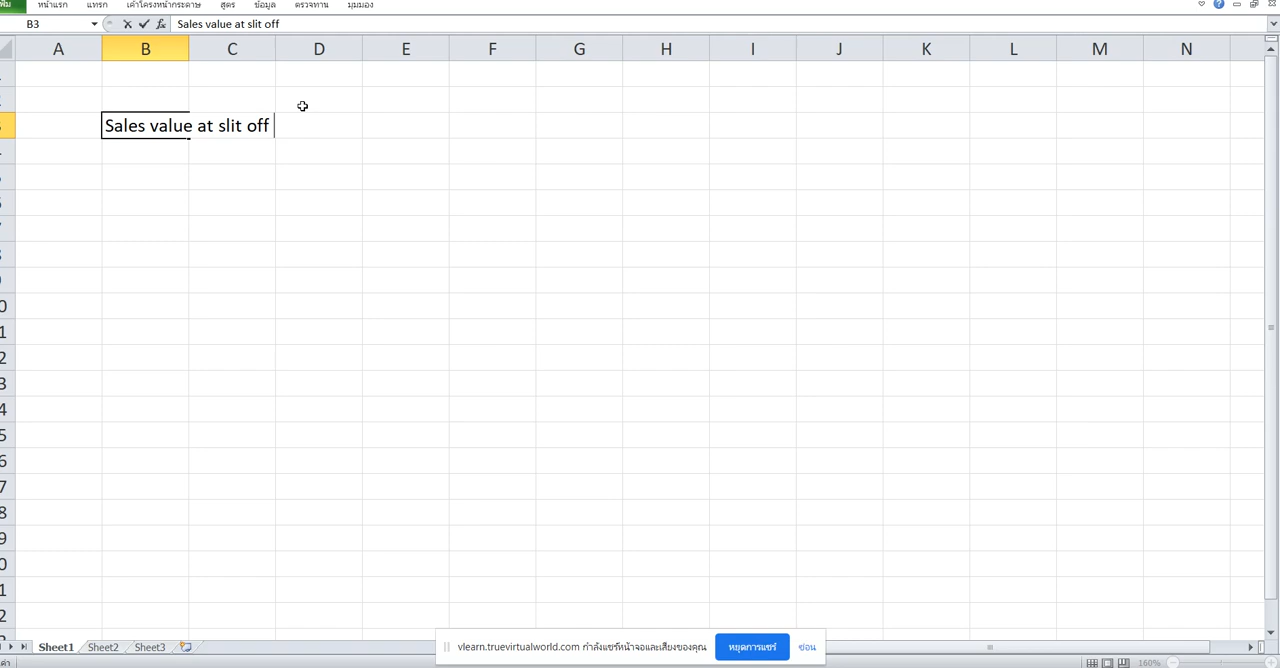 ฟม หน้าแรก แทรก เค้าโครงหน้ากระดาษ สูตร ข้อมูล ตรวจทาน มุมมอง
B3 fx Sales value at slit off
A B C D E F G H I J K L M N
Sales value at slit off
Sheet1 Sheet2 Sheet3
vlearn.truevirtualworld.com กำลังแชร์หน้าจอและเสียงของคุณ หยุดการแชร์ ซ่อน
160%